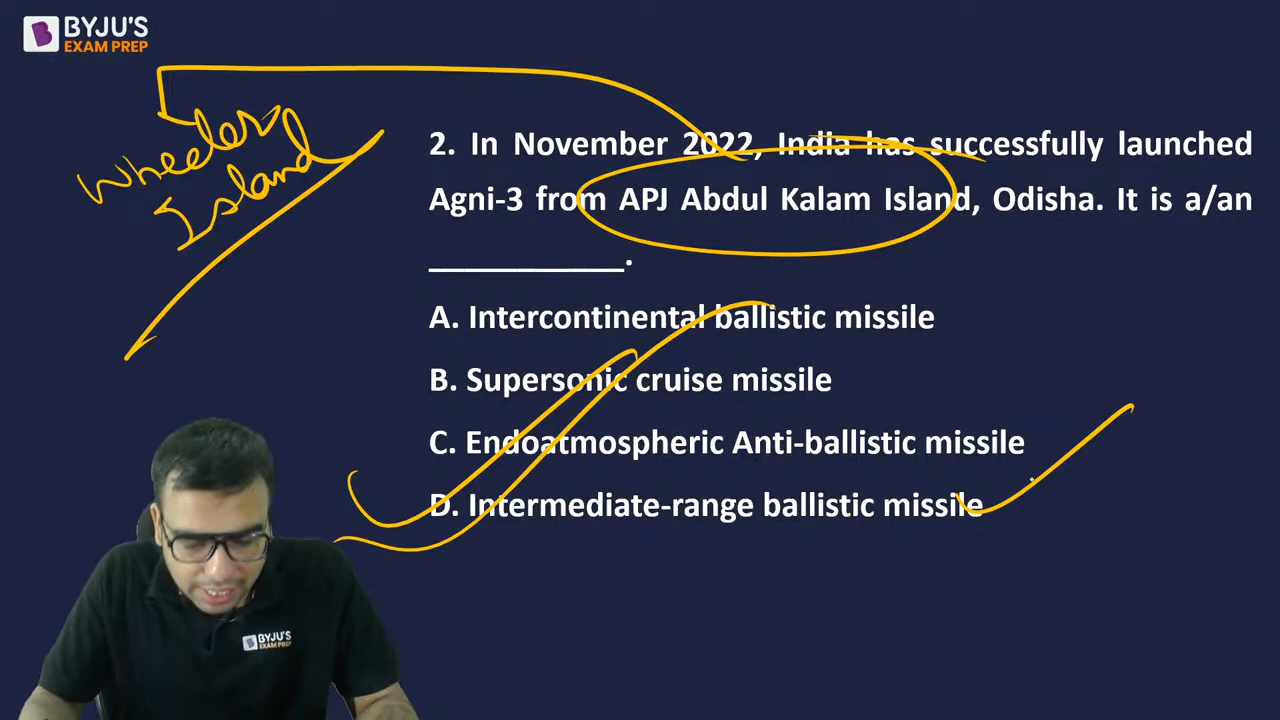 BYJU'S
EXAM PREP
Wheeler
Island
2. In November 2022, India has successfully launched
Agni-3 from APJ Abdul Kalam Island, Odisha. It is a/an
____________.
A. Intercontinental ballistic missile
B. Supersonic cruise missile
C. Endoatmospheric Anti-ballistic missile
D. Intermediate-range ballistic missile
BYJU'S
EXAM PREP